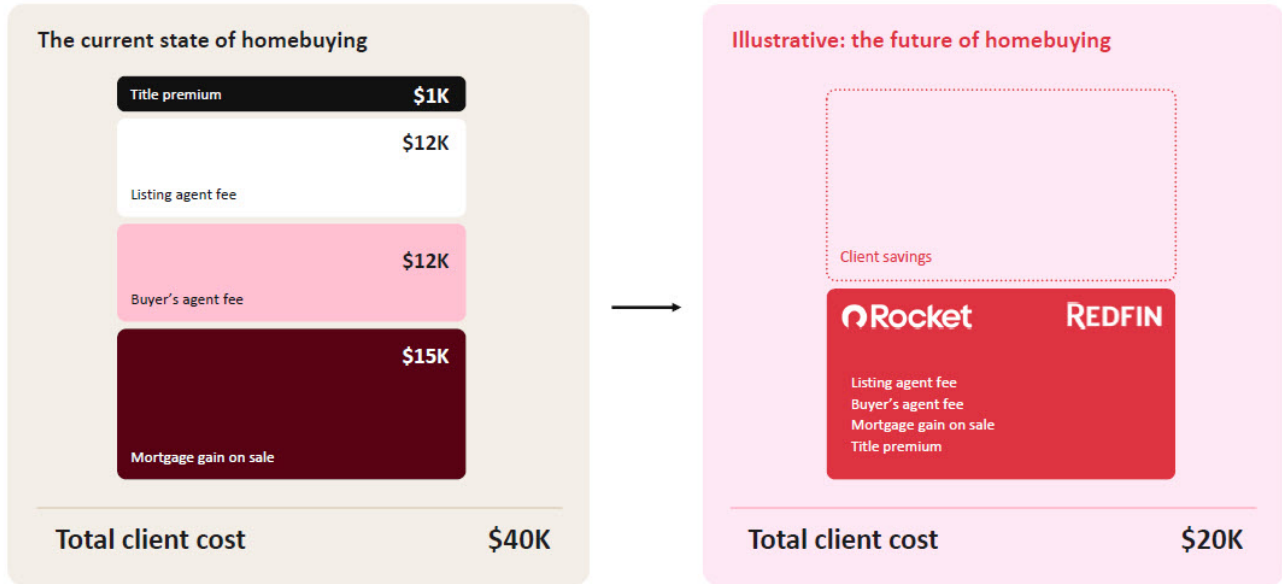 The current state of homebuying
Title premium $1K
$12K
Listing agent fee
$12K
Buyer's agent fee
$15K
Mortgage gain on sale
Total client cost $40K
Illustrative: the future of homebuying
Client savings
Rocket REDFIN
Listing agent fee
Buyer's agent fee
Mortgage gain on sale
Title premium
Total client cost $20K